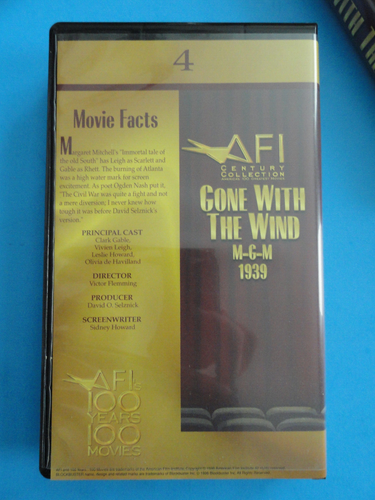 4
Movie Facts
Margaret Mitchell's "Immortal tale of
the old South" has Leigh as Scarlett and
Gable as Rhett. The burning of Atlanta
was a high water mark for screen
excitement. As poet Ogden Nash put it,
"The Civil War was quite a fight and not
a mere diversion. I never knew how
tough it was before David Selznick's
version."
PRINCIPAL CAST
Clark Gable,
Vivien Leigh,
Leslie Howard,
Olivia de Havilland
DIRECTOR
Victor Flemming
PRODUCER
David O. Selznick
SCREENWRITER
Sidney Howard
AFI's
100
YEARS
100
MOVIES
AFI
CENTURY
COLLECTION
GONE WITH
THE WIND
M-G-M
1939
WITH TH